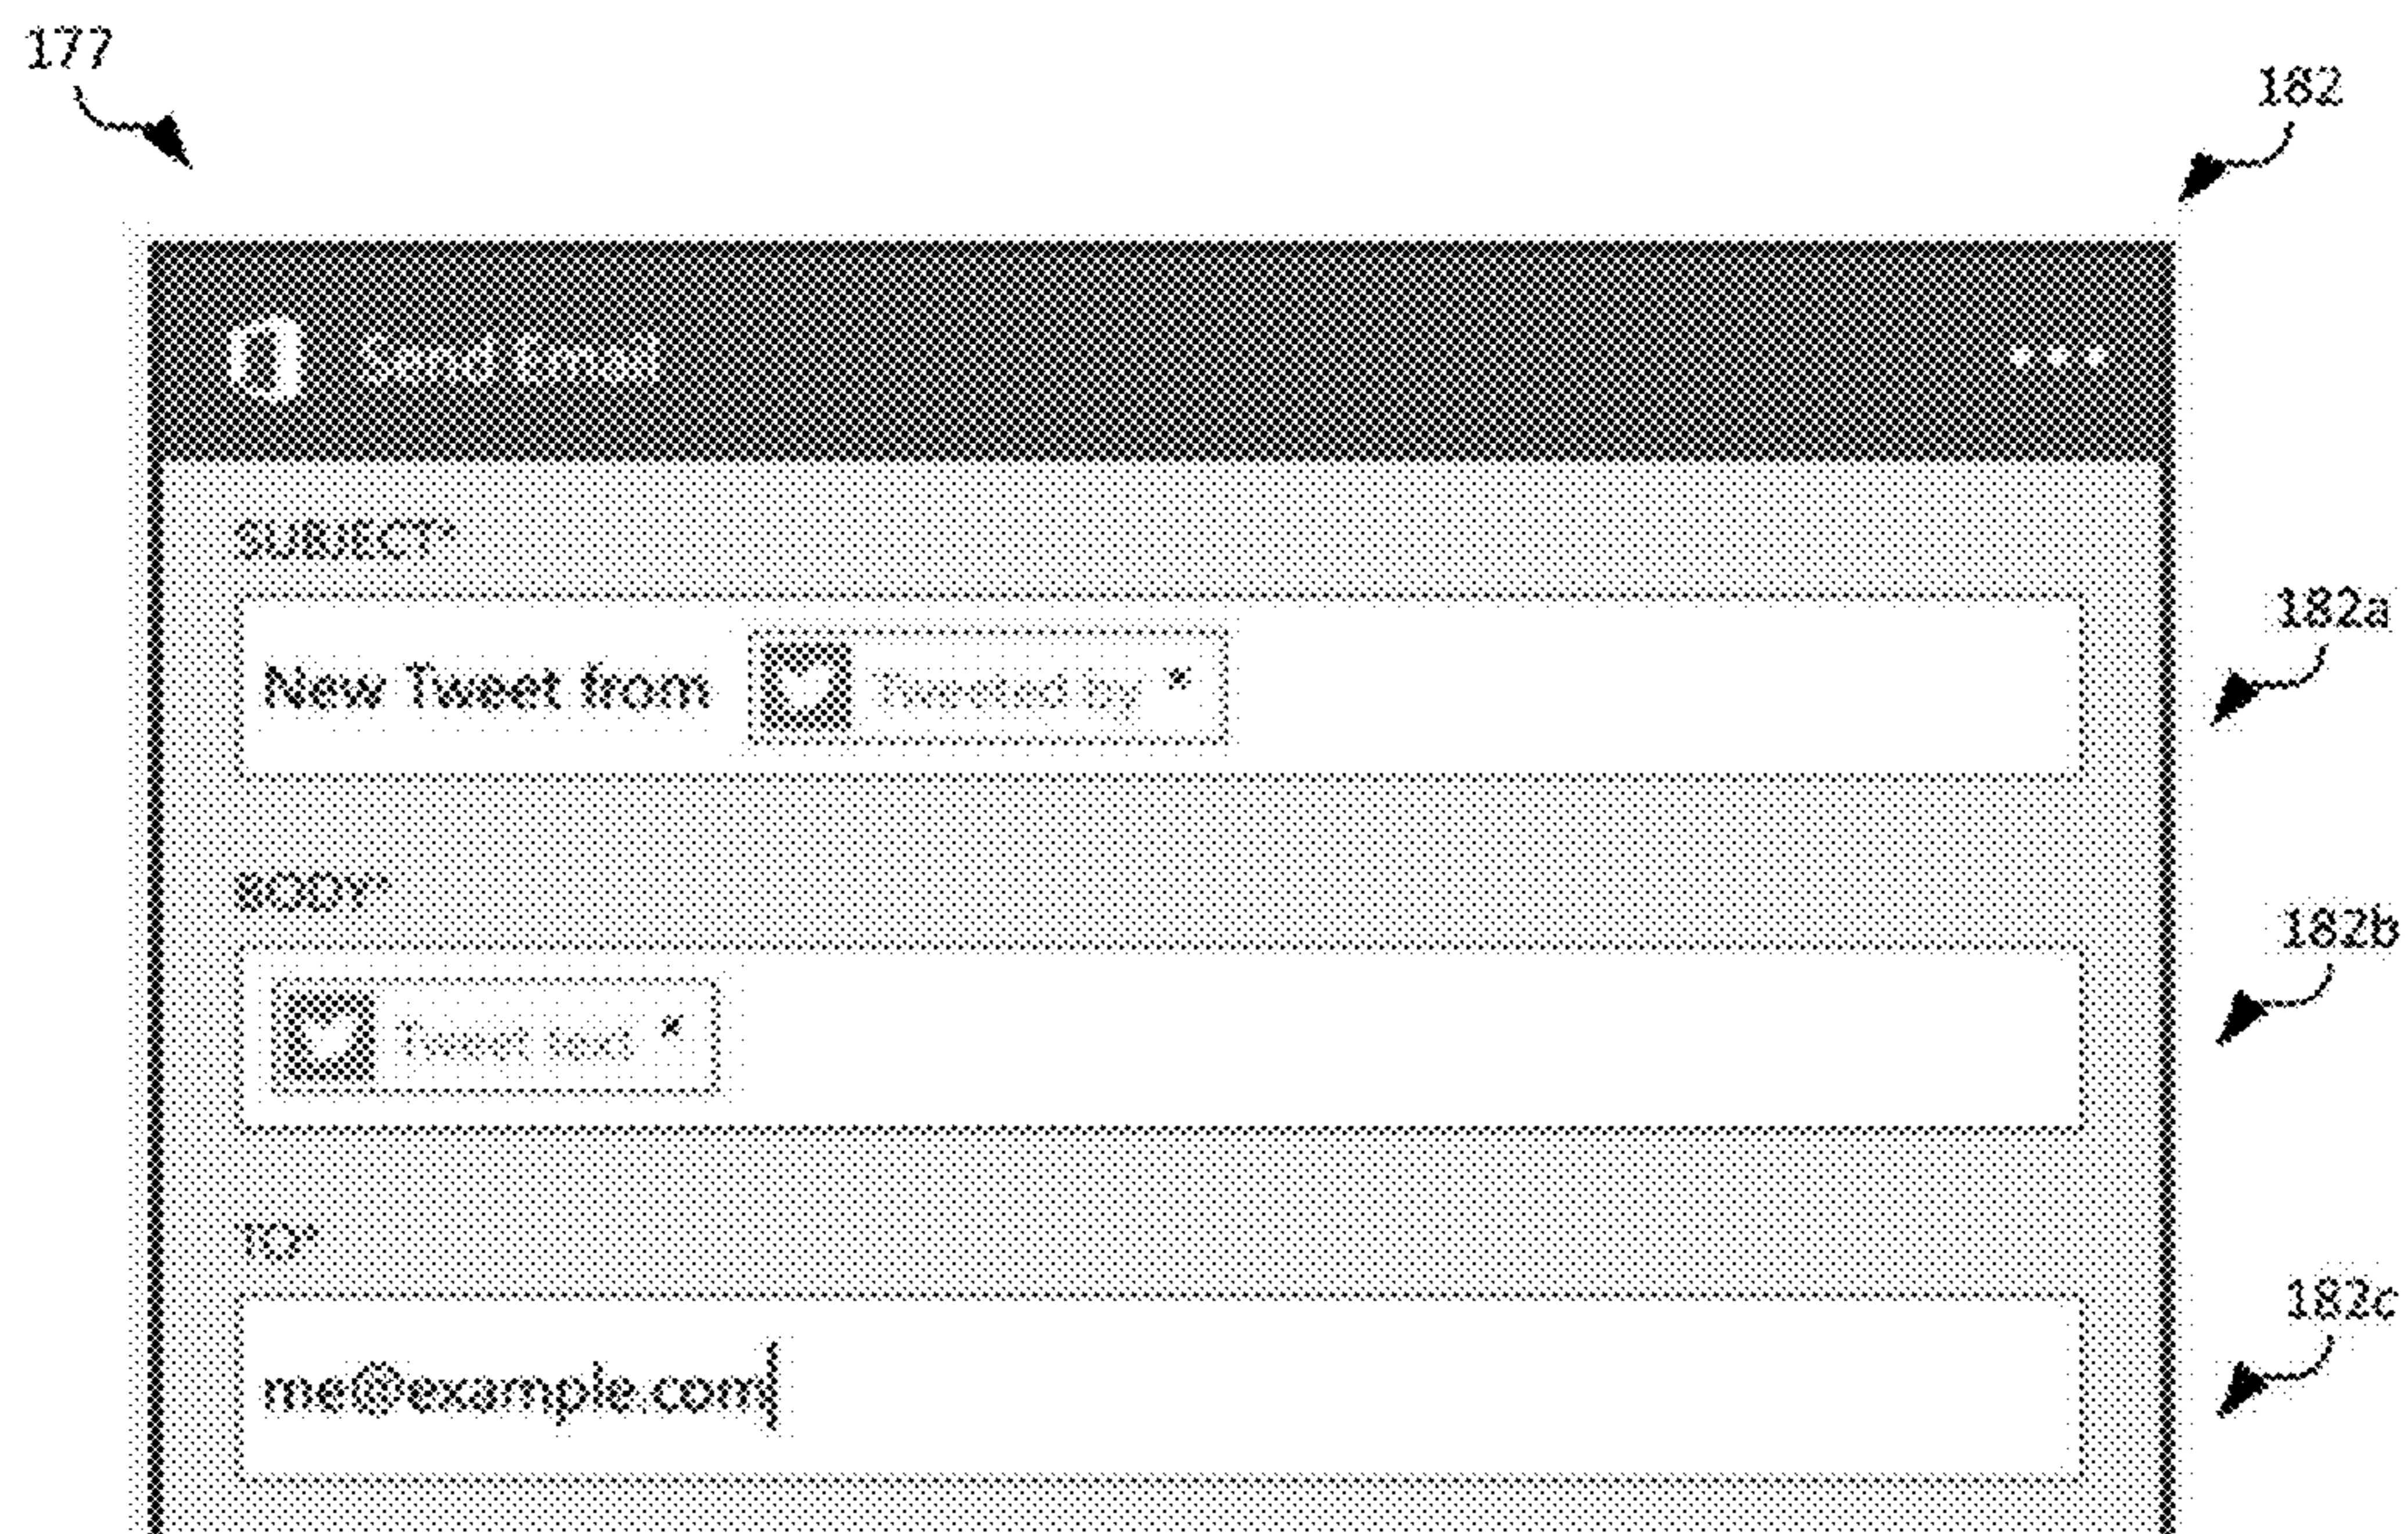 177
182
Send Email
SUBJECT*
182a
New Tweet from Tweeted by *
BODY*
182b
Tweet text *
TO*
182c
me@example.com